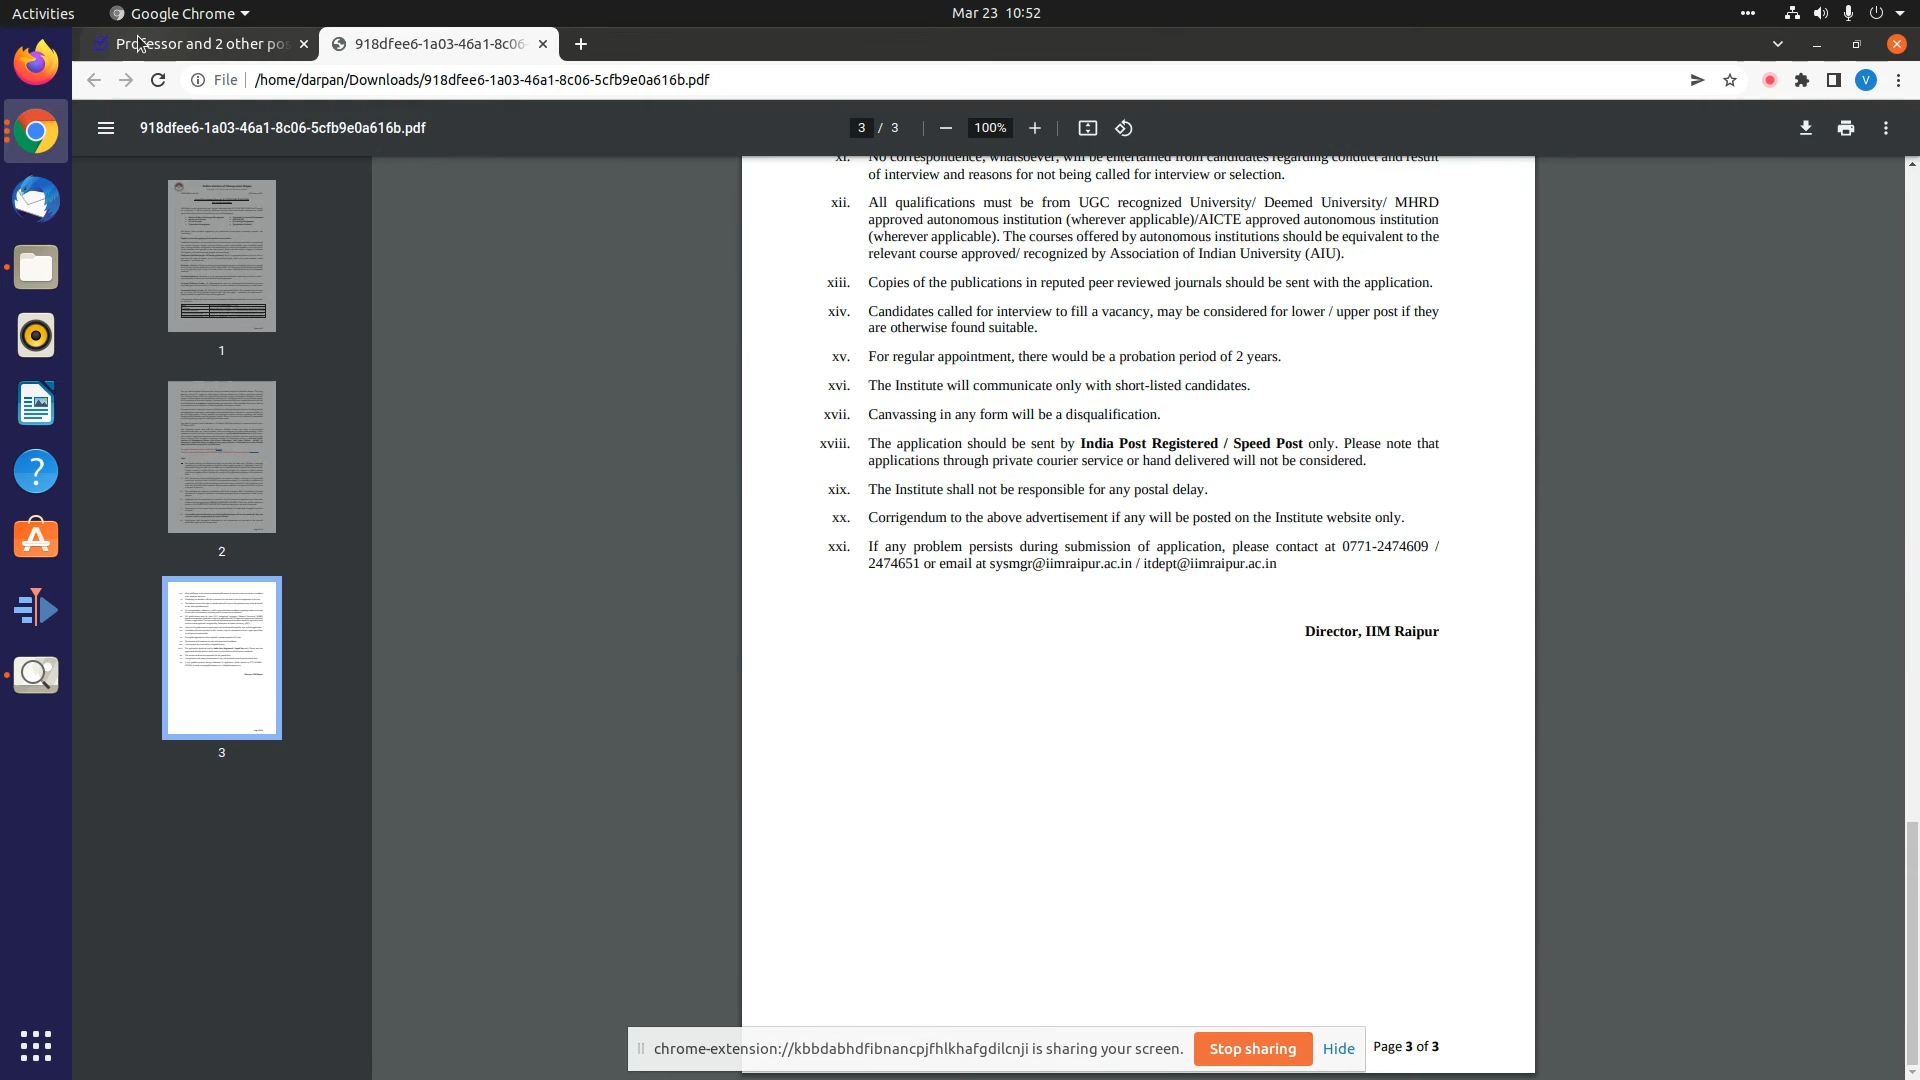 Activities
Google Chrome
Mar 23 10:52
Professor and 2 other pos
918dfee6-1a03-46a1-8c06-
File
/home/darpan/Downloads/918dfee6-1a03-46a1-8c06-5cfb9e0a616b.pdf
V
918dfee6-1a03-46a1-8c06-5cfb9e0a616b.pdf
3 / 3
100%
1
2
3
xi. No correspondence, whatsoever, will be entertained from candidates regarding conduct and result
of interview and reasons for not being called for interview or selection.
xii. All qualifications must be from UGC recognized University/ Deemed University/ MHRD
approved autonomous institution (wherever applicable)/AICTE approved autonomous institution
(wherever applicable). The courses offered by autonomous institutions should be equivalent to the
relevant course approved/ recognized by Association of Indian University (AIU).
xiii. Copies of the publications in reputed peer reviewed journals should be sent with the application.
xiv. Candidates called for interview to fill a vacancy, may be considered for lower / upper post if they
are otherwise found suitable.
xv. For regular appointment, there would be a probation period of 2 years.
xvi. The Institute will communicate only with short-listed candidates.
xvii. Canvassing in any form will be a disqualification.
xviii. The application should be sent by India Post Registered / Speed Post only. Please note that
applications through private courier service or hand delivered will not be considered.
xix. The Institute shall not be responsible for any postal delay.
xx. Corrigendum to the above advertisement if any will be posted on the Institute website only.
xxi. If any problem persists during submission of application, please contact at 0771-2474609 /
2474651 or email at sysmgr@iimraipur.ac.in / itdept@iimraipur.ac.in
Director, IIM Raipur
chrome-extension://kbbdabhdfibnancpjfhlkhafgdilcnji is sharing your screen.
Stop sharing
Hide
Page 3 of 3